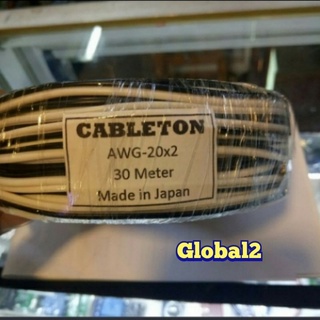 CABLETON
AWG-20x2
30 Meter
Made in Japan
Global2